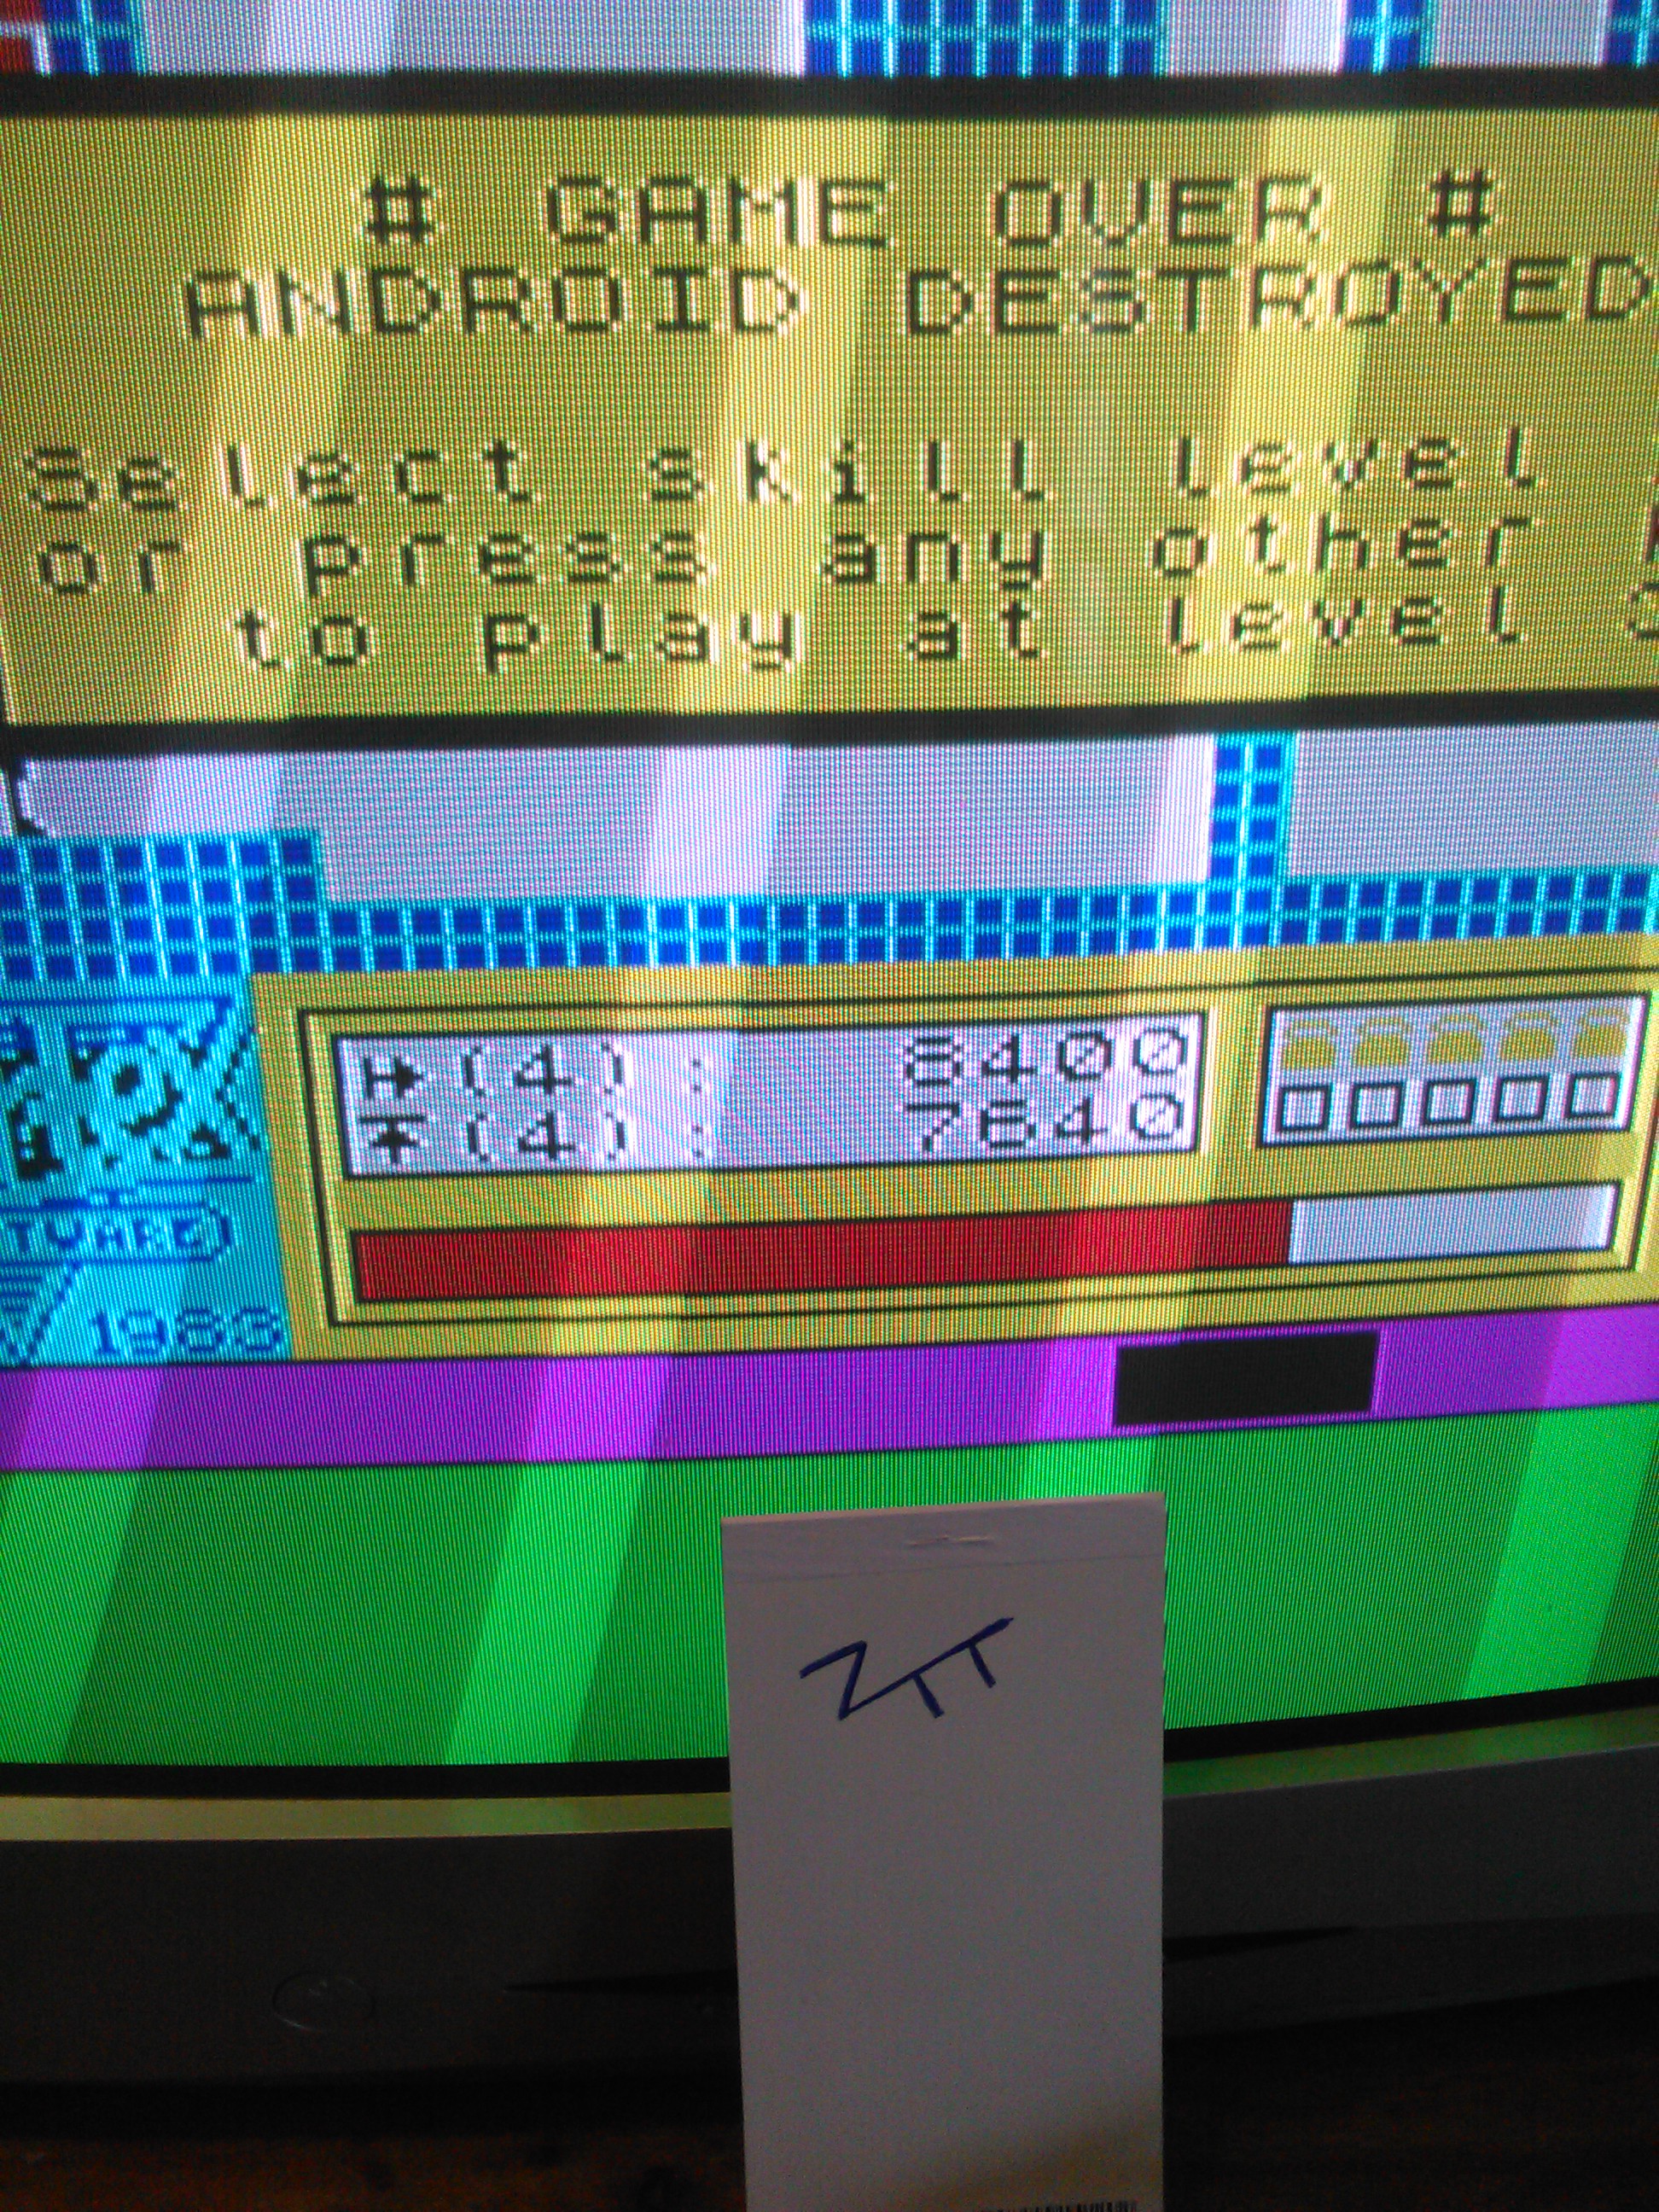 # GAME OVER #
ANDROID DESTROYED
Select skill level
or press any other
to play at level
(4) : 8400
(4) : 7640
1983
ZTT